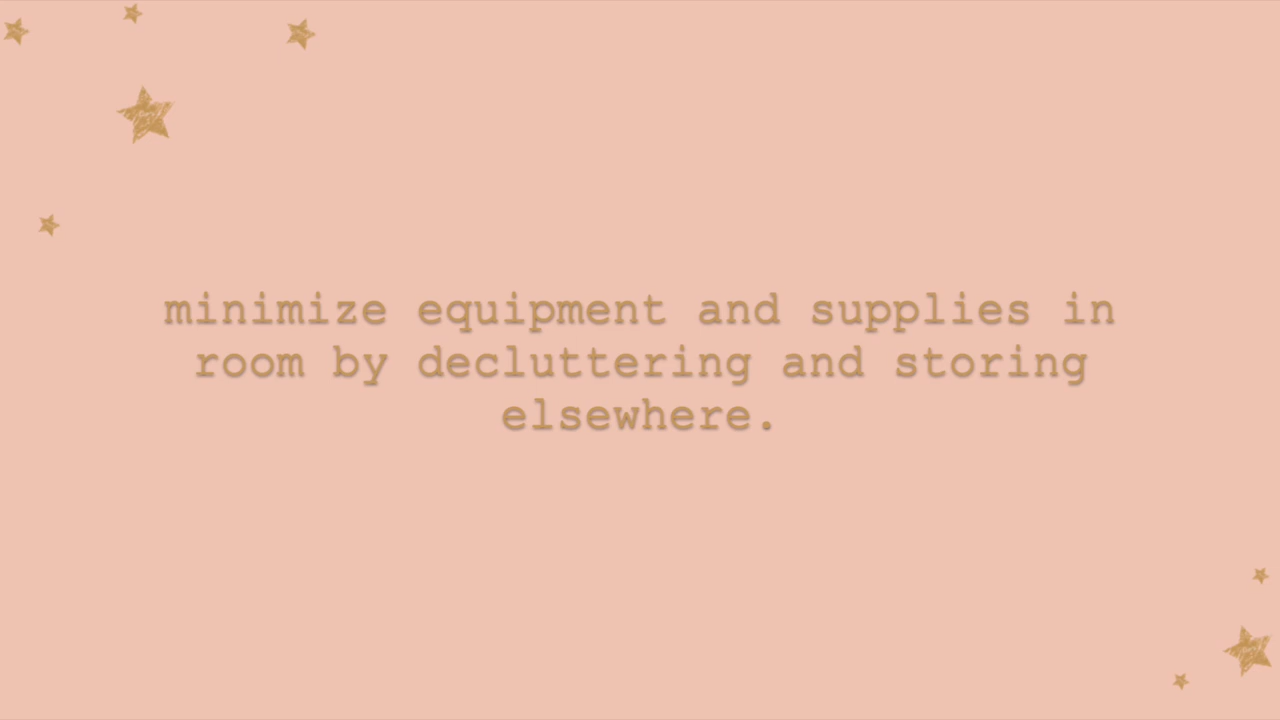 minimize equipment and supplies in
room by decluttering and storing
elsewhere.